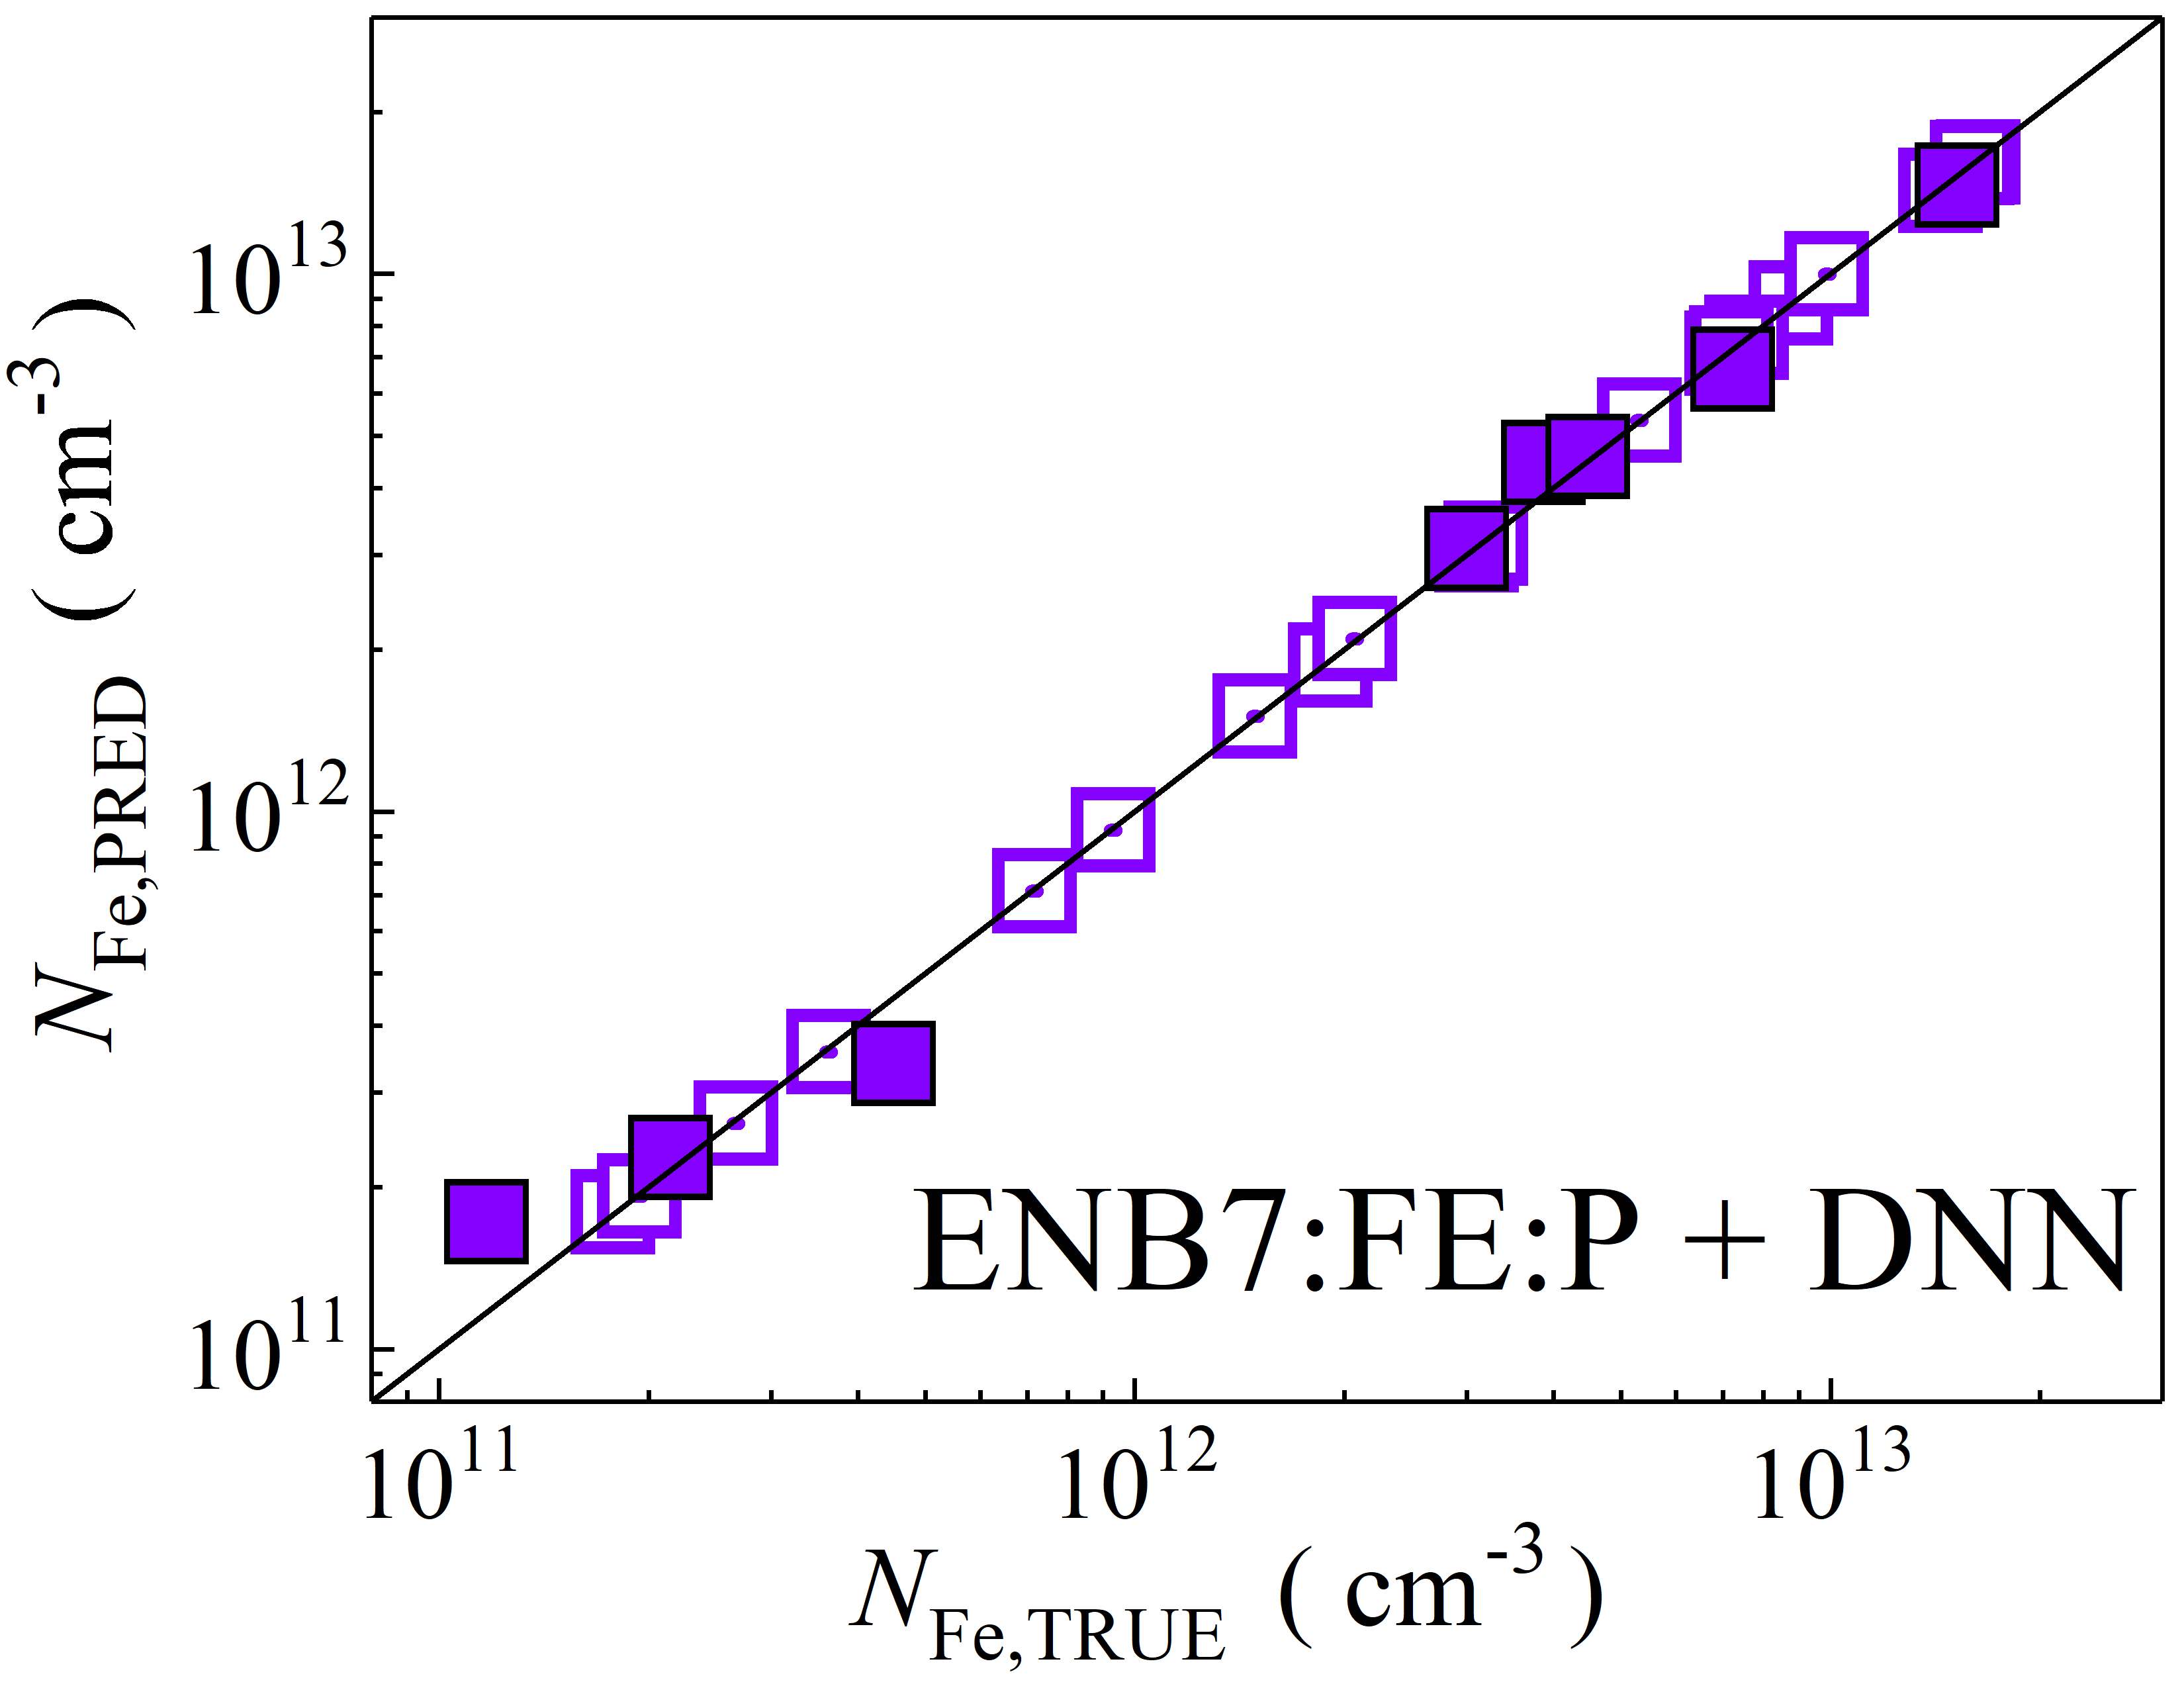 N_Fe,PRED ( cm^-3 )
10^13
10^12
10^11
ENB7:FE:P + DNN
10^11 10^12 10^13
N_Fe,TRUE ( cm^-3 )